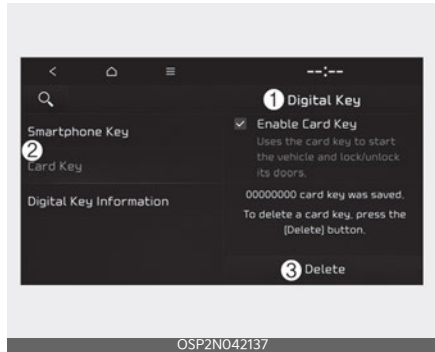 --:--
1 Digital Key
Smartphone Key
2
Card Key
Digital Key Information
Enable Card Key
Uses the card key to start
the vehicle and lock/unlock
its doors.
00000000 card key was saved.
To delete a card key, press the
[Delete] button.
3 Delete
OSP2N042137